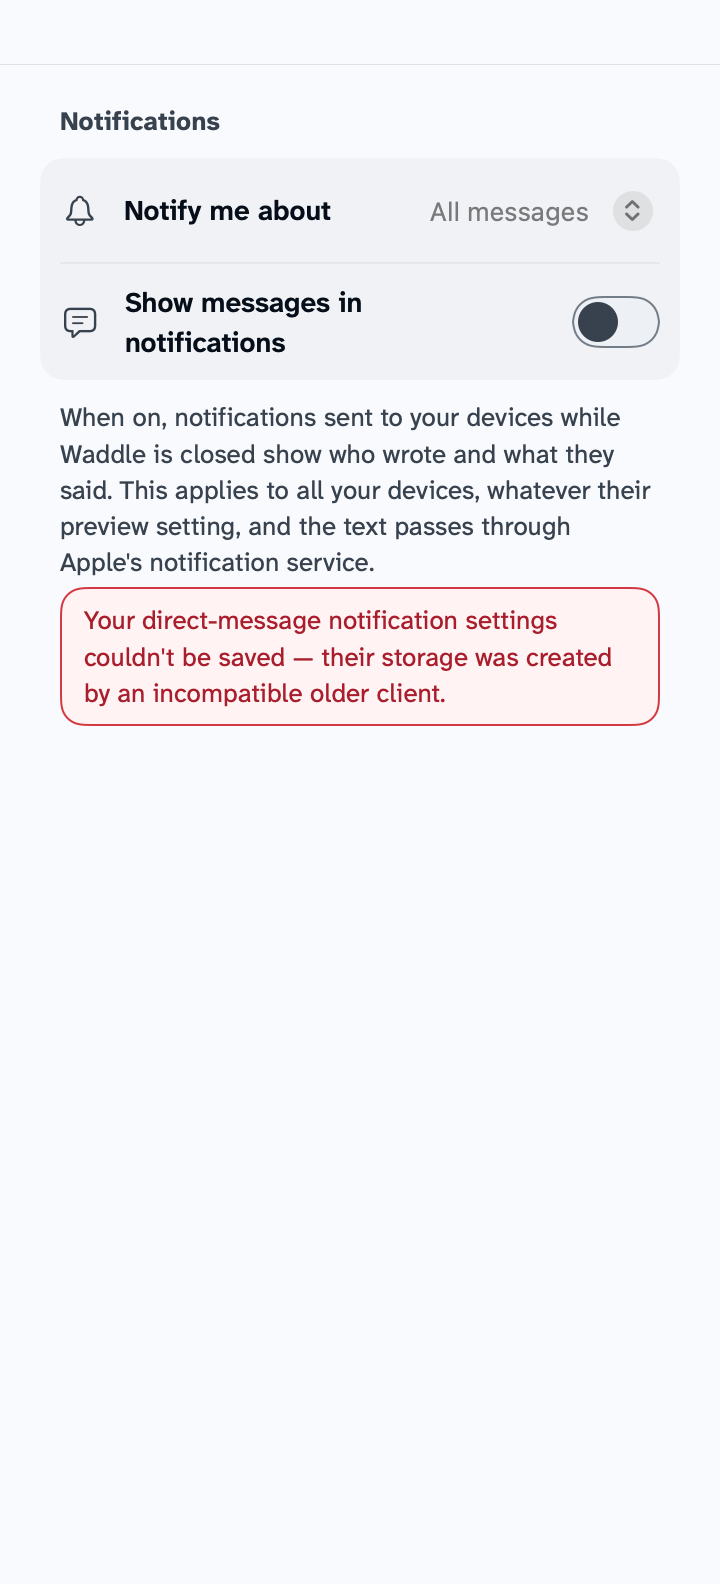 Notifications
Notify me about
All messages
Show messages in
notifications
When on, notifications sent to your devices while
Waddle is closed show who wrote and what they
said. This applies to all your devices, whatever their
preview setting, and the text passes through
Apple's notification service.
Your direct-message notification settings
couldn't be saved — their storage was created
by an incompatible older client.